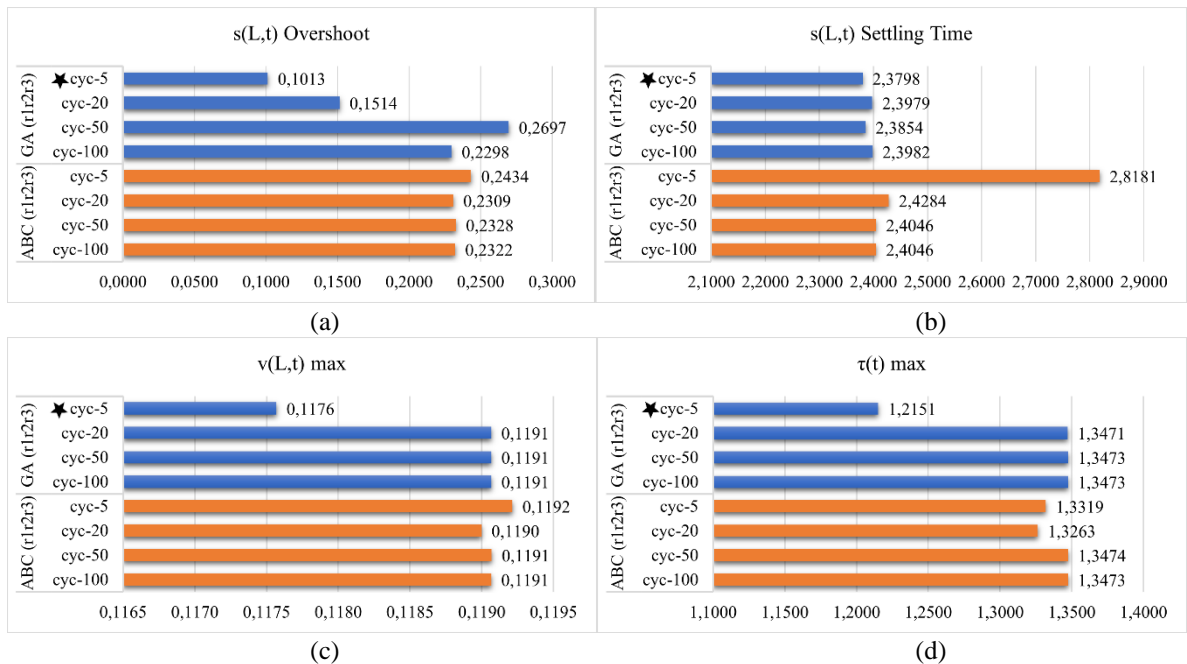 s(L,t) Overshoot
GA (r1r2r3)
cyc-5 0,1013
cyc-20 0,1514
cyc-50 0,2697
cyc-100 0,2298
ABC (r1r2r3)
cyc-5 0,2434
cyc-20 0,2309
cyc-50 0,2328
cyc-100 0,2322
0,0000 0,0500 0,1000 0,1500 0,2000 0,2500 0,3000
(a)
s(L,t) Settling Time
GA (r1r2r3)
cyc-5 2,3798
cyc-20 2,3979
cyc-50 2,3854
cyc-100 2,3982
ABC (r1r2r3)
cyc-5 2,8181
cyc-20 2,4284
cyc-50 2,4046
cyc-100 2,4046
2,1000 2,2000 2,3000 2,4000 2,5000 2,6000 2,7000 2,8000 2,9000
(b)
v(L,t) max
GA (r1r2r3)
cyc-5 0,1176
cyc-20 0,1191
cyc-50 0,1191
cyc-100 0,1191
ABC (r1r2r3)
cyc-5 0,1192
cyc-20 0,1190
cyc-50 0,1191
cyc-100 0,1191
0,1165 0,1170 0,1175 0,1180 0,1185 0,1190 0,1195
(c)
τ(t) max
GA (r1r2r3)
cyc-5 1,2151
cyc-20 1,3471
cyc-50 1,3473
cyc-100 1,3473
ABC (r1r2r3)
cyc-5 1,3319
cyc-20 1,3263
cyc-50 1,3474
cyc-100 1,3473
1,1000 1,1500 1,2000 1,2500 1,3000 1,3500 1,4000
(d)